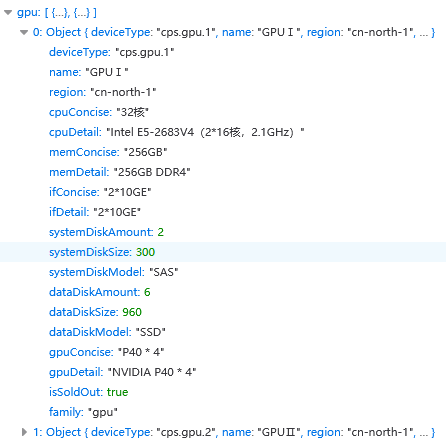 gpu: [ {…}, {…} ]
0: Object { deviceType: "cps.gpu.1", name: "GPUⅠ", region: "cn-north-1", … }
deviceType: "cps.gpu.1"
name: "GPUⅠ"
region: "cn-north-1"
cpuConcise: "32核"
cpuDetail: "Intel E5-2683V4（2*16核，2.1GHz）"
memConcise: "256GB"
memDetail: "256GB DDR4"
ifConcise: "2*10GE"
ifDetail: "2*10GE"
systemDiskAmount: 2
systemDiskSize: 300
systemDiskModel: "SAS"
dataDiskAmount: 6
dataDiskSize: 960
dataDiskModel: "SSD"
gpuConcise: "P40 * 4"
gpuDetail: "NVIDIA P40 * 4"
isSoldOut: true
family: "gpu"
1: Object { deviceType: "cps.gpu.2", name: "GPUⅡ", region: "cn-north-1", … }